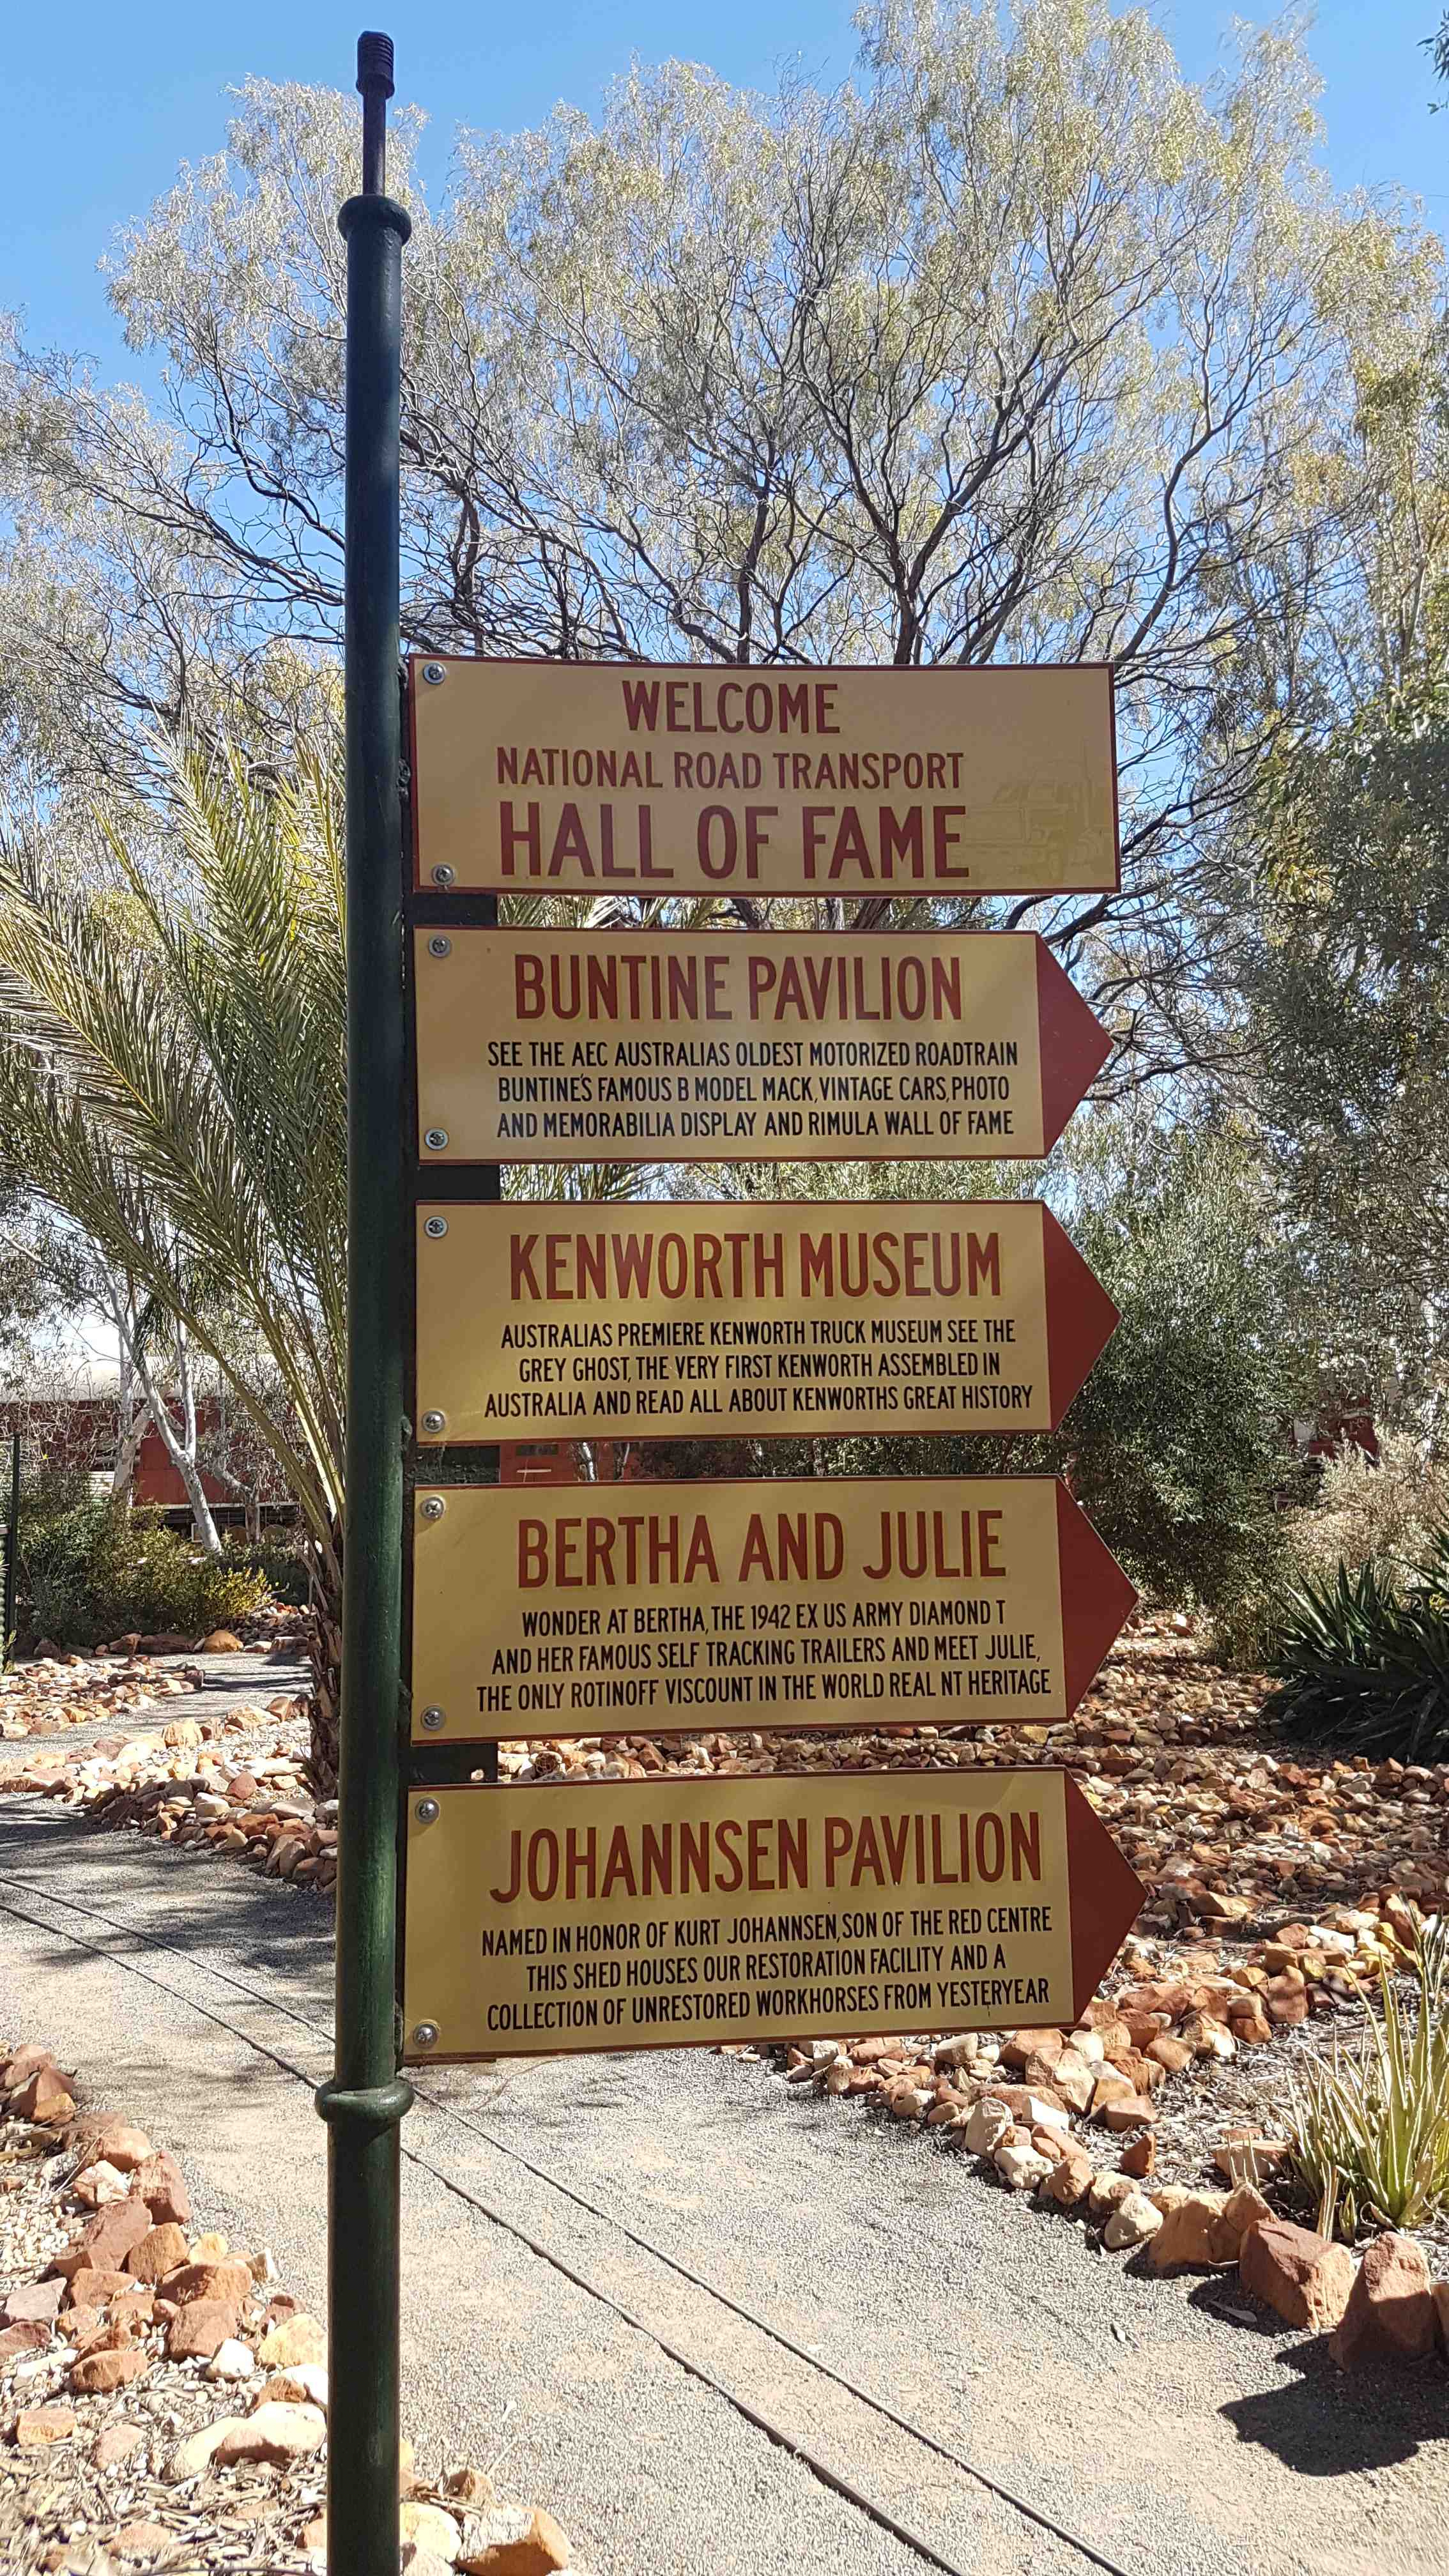 WELCOME
NATIONAL ROAD TRANSPORT
HALL OF FAME
BUNTINE PAVILION
SEE THE AEC AUSTRALIAS OLDEST MOTORIZED ROADTRAIN
BUNTINE'S FAMOUS B MODEL MACK, VINTAGE CARS, PHOTO
AND MEMORABILIA DISPLAY AND RIMULA WALL OF FAME
KENWORTH MUSEUM
AUSTRALIAS PREMIERE KENWORTH TRUCK MUSEUM SEE THE
GREY GHOST, THE VERY FIRST KENWORTH ASSEMBLED IN
AUSTRALIA AND READ ALL ABOUT KENWORTHS GREAT HISTORY
BERTHA AND JULIE
WONDER AT BERTHA, THE 1942 EX US ARMY DIAMOND T
AND HER FAMOUS SELF TRACKING TRAILERS AND MEET JULIE,
THE ONLY ROTINOFF VISCOUNT IN THE WORLD REAL NT HERITAGE
JOHANNSEN PAVILION
NAMED IN HONOR OF KURT JOHANNSEN, SON OF THE RED CENTRE
THIS SHED HOUSES OUR RESTORATION FACILITY AND A
COLLECTION OF UNRESTORED WORKHORSES FROM YESTERYEAR